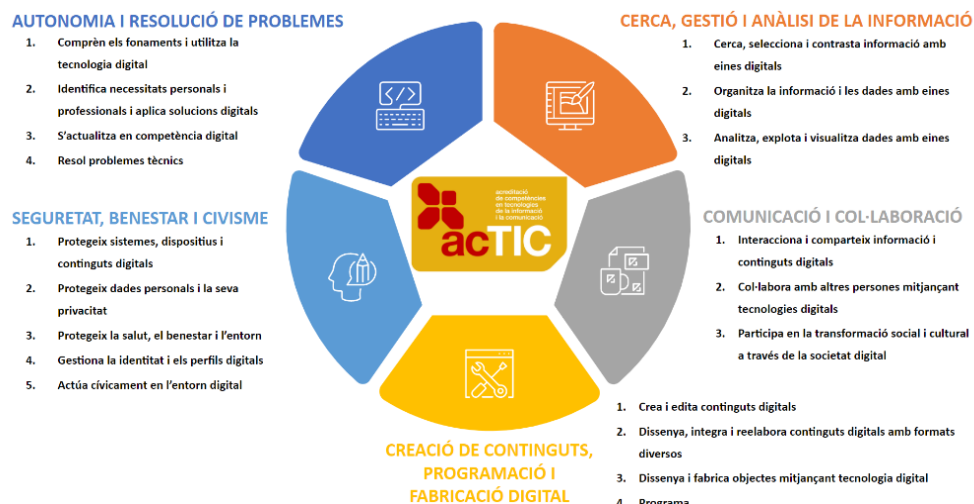 AUTONOMIA I RESOLUCIÓ DE PROBLEMES
1. Comprèn els fonaments i utilitza la
tecnologia digital
2. Identifica necessitats personals i
professionals i aplica solucions digitals
3. S'actualitza en competència digital
4. Resol problemes tècnics
CERCA, GESTIÓ I ANÀLISI DE LA INFORMACIÓ
1. Cerca, selecciona i contrasta informació amb
eines digitals
2. Organitza la informació i les dades amb eines
digitals
3. Analitza, explota i visualitza dades amb eines
digitals
acreditació
de competències
en tecnologies
de la informació
i la comunicació
acTIC
SEGURETAT, BENESTAR I CIVISME
1. Protegeix sistemes, dispositius i
continguts digitals
2. Protegeix dades personals i la seva
privacitat
3. Protegeix la salut, el benestar i l'entorn
4. Gestiona la identitat i els perfils digitals
5. Actúa cívicament en l'entorn digital
COMUNICACIÓ I COL·LABORACIÓ
1. Interacciona i comparteix informació i
continguts digitals
2. Col·labora amb altres persones mitjançant
tecnologies digitals
3. Participa en la transformació social i cultural
a través de la societat digital
CREACIÓ DE CONTINGUTS,
PROGRAMACIÓ I
FABRICACIÓ DIGITAL
1. Crea i edita continguts digitals
2. Dissenya, integra i reelabora continguts digitals amb formats
diversos
3. Dissenya i fabrica objectes mitjançant tecnologia digital
4. Programa